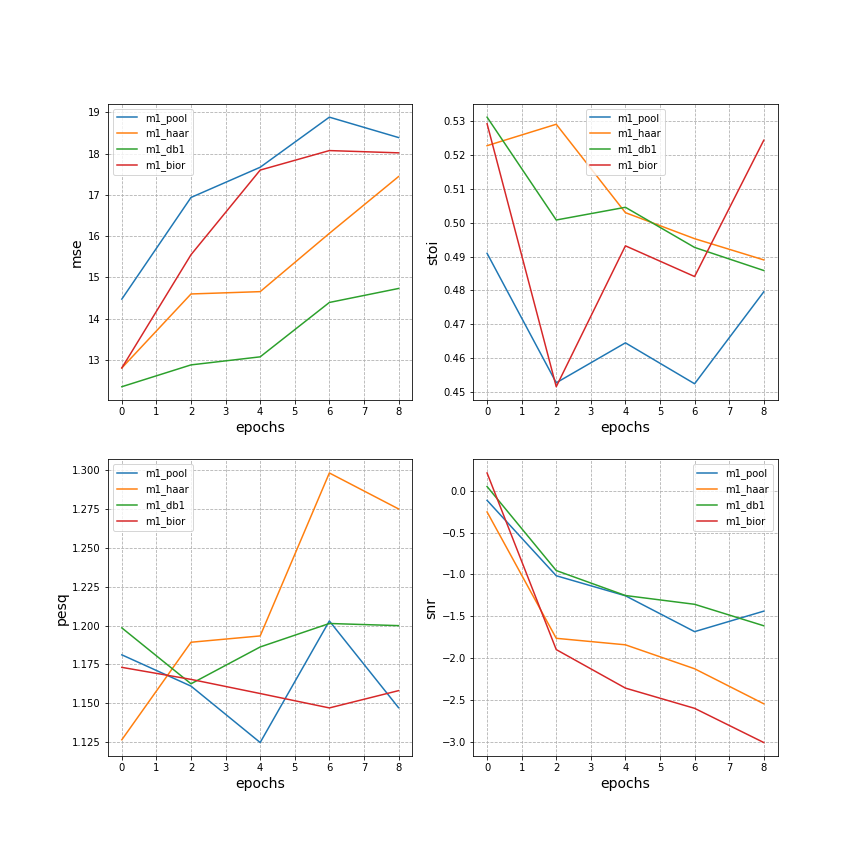 19
18
17
16
15
14
13
mse
m1_pool
m1_haar
m1_db1
m1_bior
0 1 2 3 4 5 6 7 8
epochs
0.53
0.52
0.51
0.50
0.49
0.48
0.47
0.46
0.45
stoi
m1_pool
m1_haar
m1_db1
m1_bior
0 1 2 3 4 5 6 7 8
epochs
1.300
1.275
1.250
1.225
1.200
1.175
1.150
1.125
pesq
m1_pool
m1_haar
m1_db1
m1_bior
0 1 2 3 4 5 6 7 8
epochs
0.0
−0.5
−1.0
−1.5
−2.0
−2.5
−3.0
snr
m1_pool
m1_haar
m1_db1
m1_bior
0 1 2 3 4 5 6 7 8
epochs